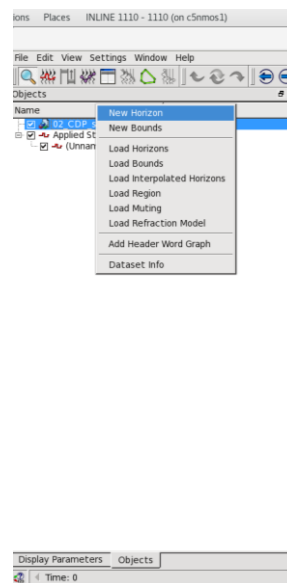 ions Places INLINE 1110 - 1110 (on c5nmos1)
File Edit View Settings Window Help
Objects
Name
02_CDP_s
Applied St
(Unnam
New Horizon
New Bounds
Load Horizons
Load Bounds
Load Interpolated Horizons
Load Region
Load Muting
Load Refraction Model
Add Header Word Graph
Dataset Info
Display Parameters Objects
Time: 0